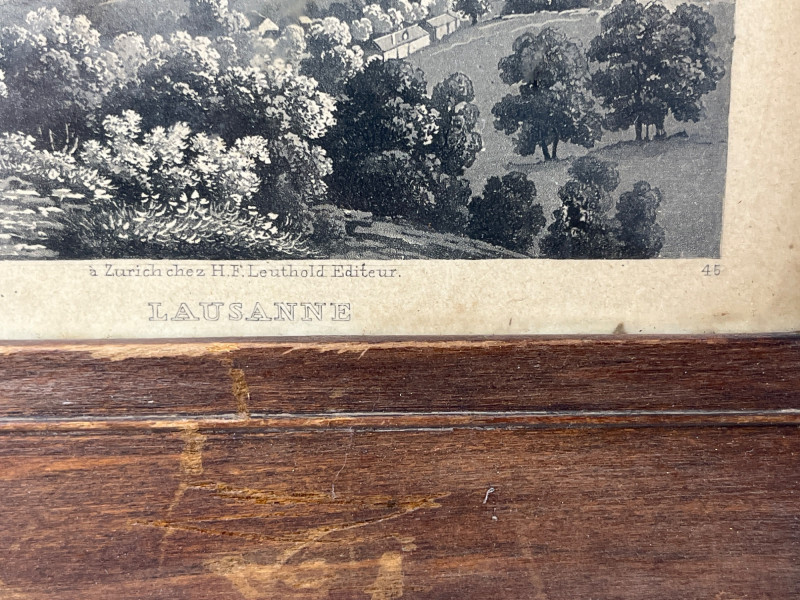 à Zurich chez H. F. Leuthold Editeur.
45
LAUSANNE